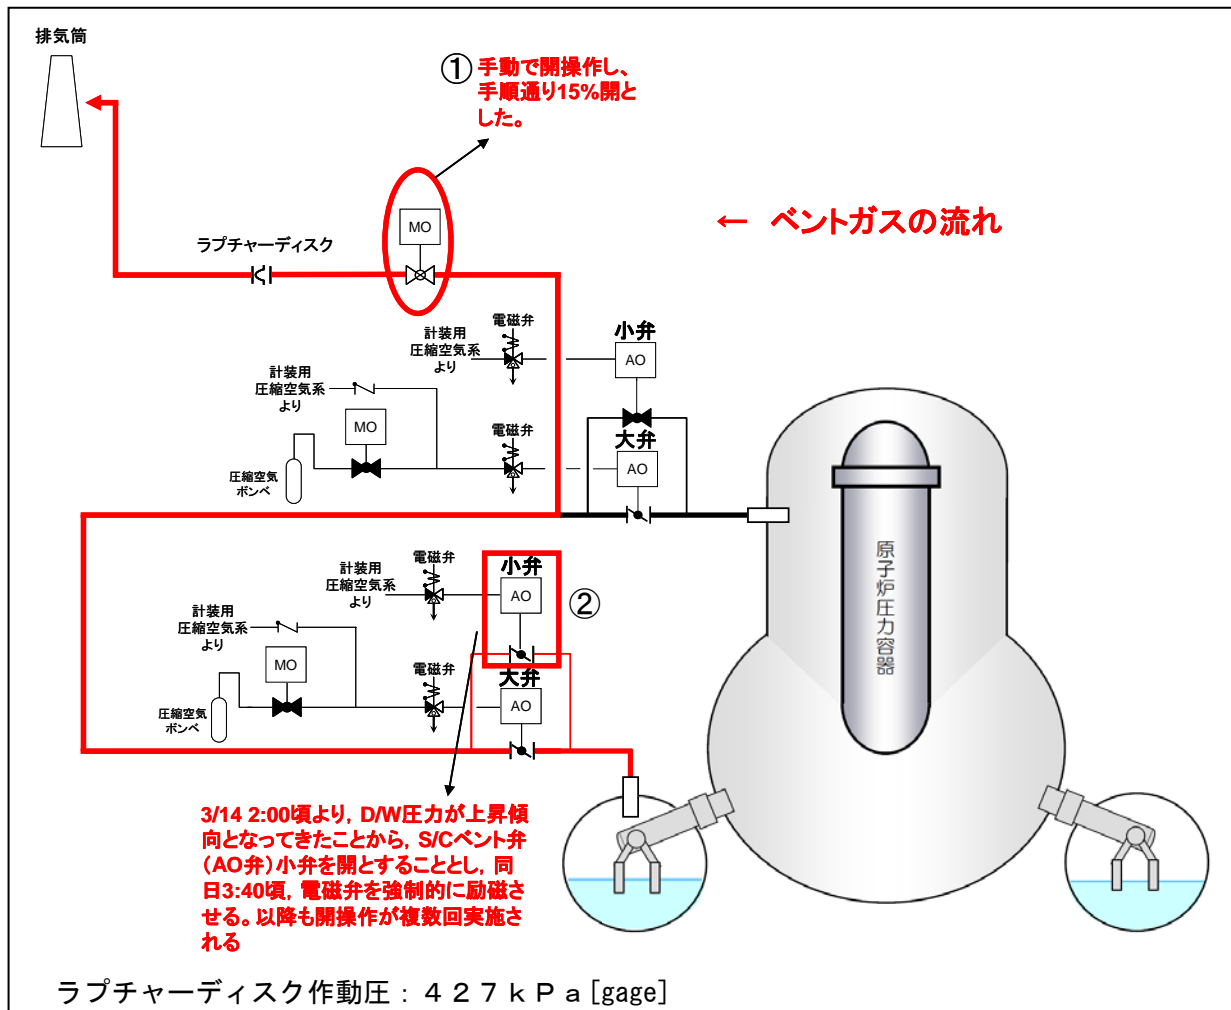 排気筒
① 手動で開操作し、
手順通り15%開と
した。
MO
← ベントガスの流れ
ラプチャーディスク
電磁弁
小弁
計装用
圧縮空気系
より
AO
計装用
圧縮空気系
より
MO
電磁弁
大弁
AO
圧縮空気
ボンベ
原子炉圧力容器
電磁弁
小弁
計装用
圧縮空気系
より
AO
②
計装用
圧縮空気系
より
MO
電磁弁
大弁
AO
圧縮空気
ボンベ
3/14 2:00頃より, D/W圧力が上昇傾
向となってきたことから, S/Cベント弁
(AO弁)小弁を開とすることとし, 同
日3:40頃, 電磁弁を強制的に励磁さ
せる。以降も開操作が複数回実施さ
れる
ラプチャーディスク作動圧：４２７ｋＰａ[gage]